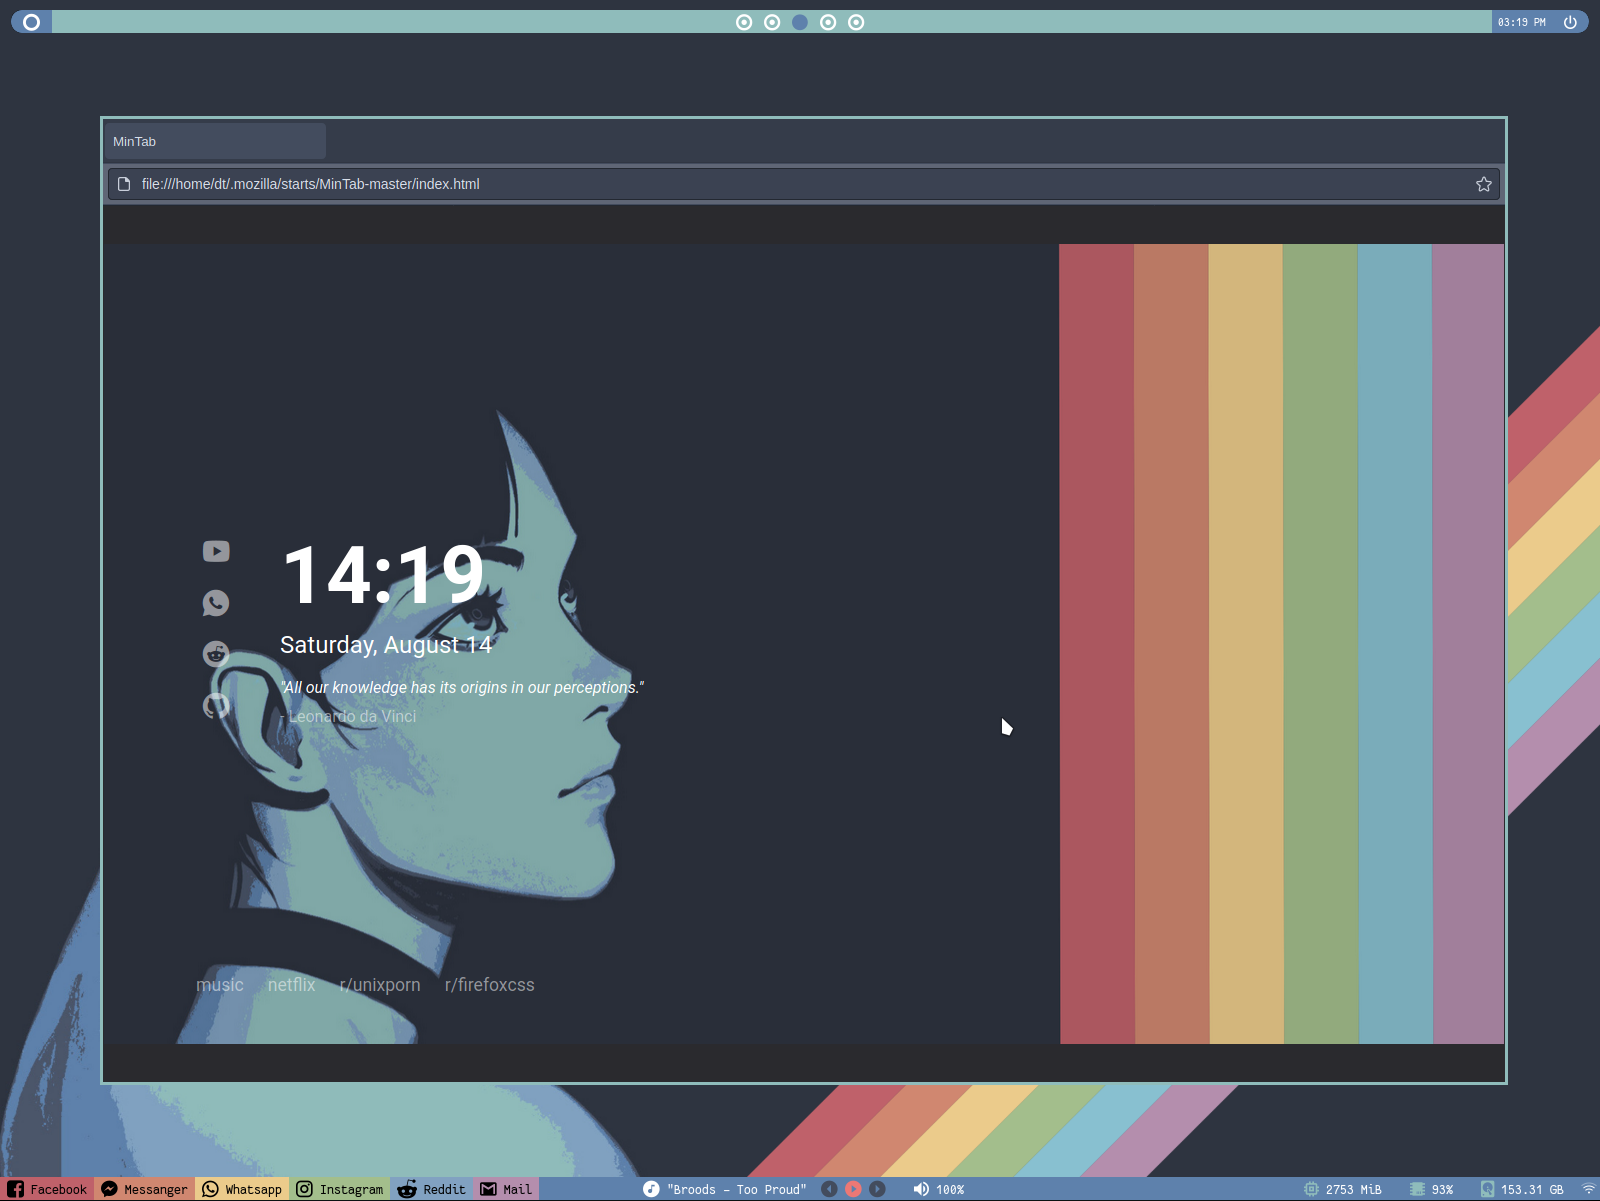 03:19 PM
MinTab
file:///home/dt/.mozilla/starts/MinTab-master/index.html
14:19
Saturday, August 14
"All our knowledge has its origins in our perceptions."
- Leonardo da Vinci
music netflix r/unixporn r/firefoxcss
Facebook Messanger Whatsapp Instagram Reddit Mail "Broods - Too Proud" 100% 2753 MiB 93% 153.31 GB